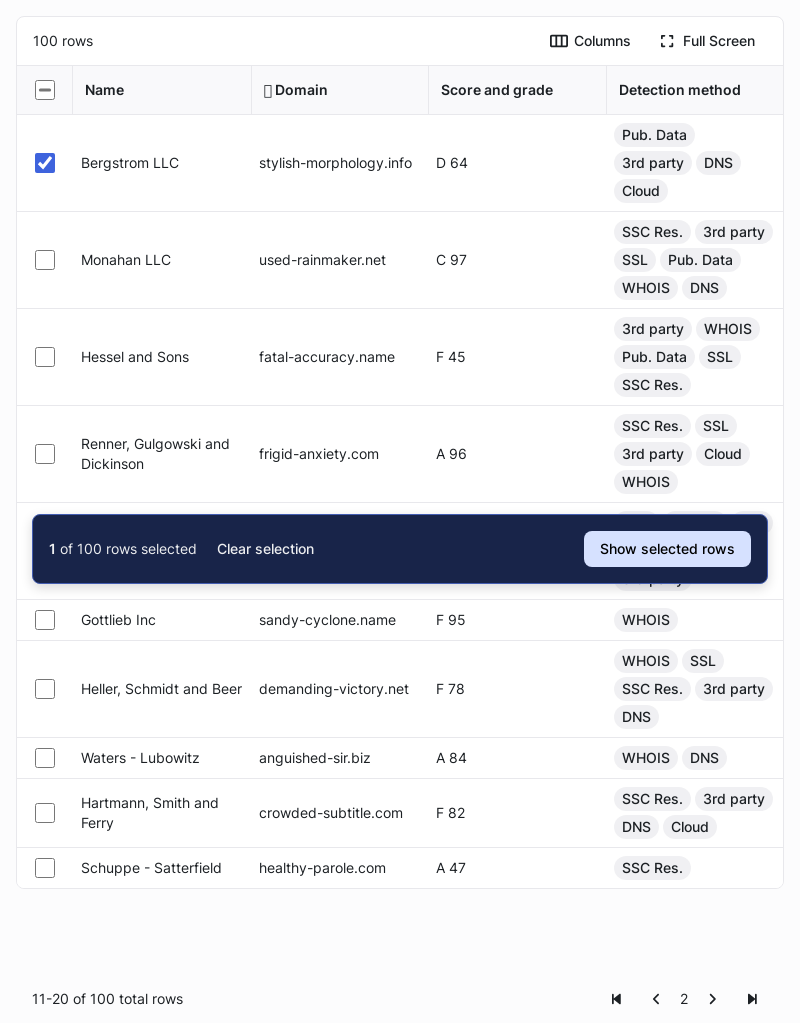 100 rows
Columns
Full Screen
Name
Domain
Score and grade
Detection method
Bergstrom LLC
stylish-morphology.info
D 64
Pub. Data
3rd party DNS
Cloud
Monahan LLC
used-rainmaker.net
C 97
SSC Res. 3rd party
SSL Pub. Data
WHOIS DNS
Hessel and Sons
fatal-accuracy.name
F 45
3rd party WHOIS
Pub. Data SSL
SSC Res.
Renner, Gulgowski and
Dickinson
frigid-anxiety.com
A 96
SSC Res. SSL
3rd party Cloud
WHOIS
1 of 100 rows selected
Clear selection
Show selected rows
Gottlieb Inc
sandy-cyclone.name
F 95
WHOIS
Heller, Schmidt and Beer
demanding-victory.net
F 78
WHOIS SSL
SSC Res. 3rd party
DNS
Waters - Lubowitz
anguished-sir.biz
A 84
WHOIS DNS
Hartmann, Smith and
Ferry
crowded-subtitle.com
F 82
SSC Res. 3rd party
DNS Cloud
Schuppe - Satterfield
healthy-parole.com
A 47
SSC Res.
11-20 of 100 total rows
2